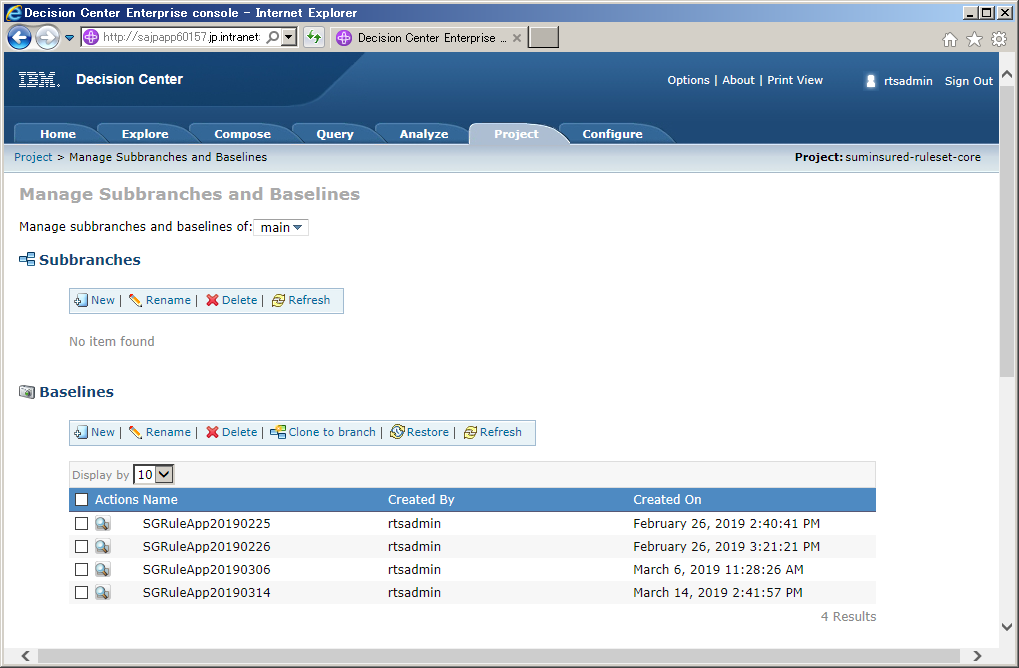 Decision Center Enterprise console - Internet Explorer
http://sajpapp60157.jp.intranet:
Decision Center Enterprise ...
IBM. Decision Center
Options | About | Print View
rtsadmin Sign Out
Home Explore Compose Query Analyze Project Configure
Project > Manage Subbranches and Baselines
Project: suminsured-ruleset-core
Manage Subbranches and Baselines
Manage subbranches and baselines of: main
Subbranches
New | Rename | Delete | Refresh
No item found
Baselines
New | Rename | Delete | Clone to branch | Restore | Refresh
Display by 10
Actions Name Created By Created On
SGRuleApp20190225 rtsadmin February 26, 2019 2:40:41 PM
SGRuleApp20190226 rtsadmin February 26, 2019 3:21:21 PM
SGRuleApp20190306 rtsadmin March 6, 2019 11:28:26 AM
SGRuleApp20190314 rtsadmin March 14, 2019 2:41:57 PM
4 Results